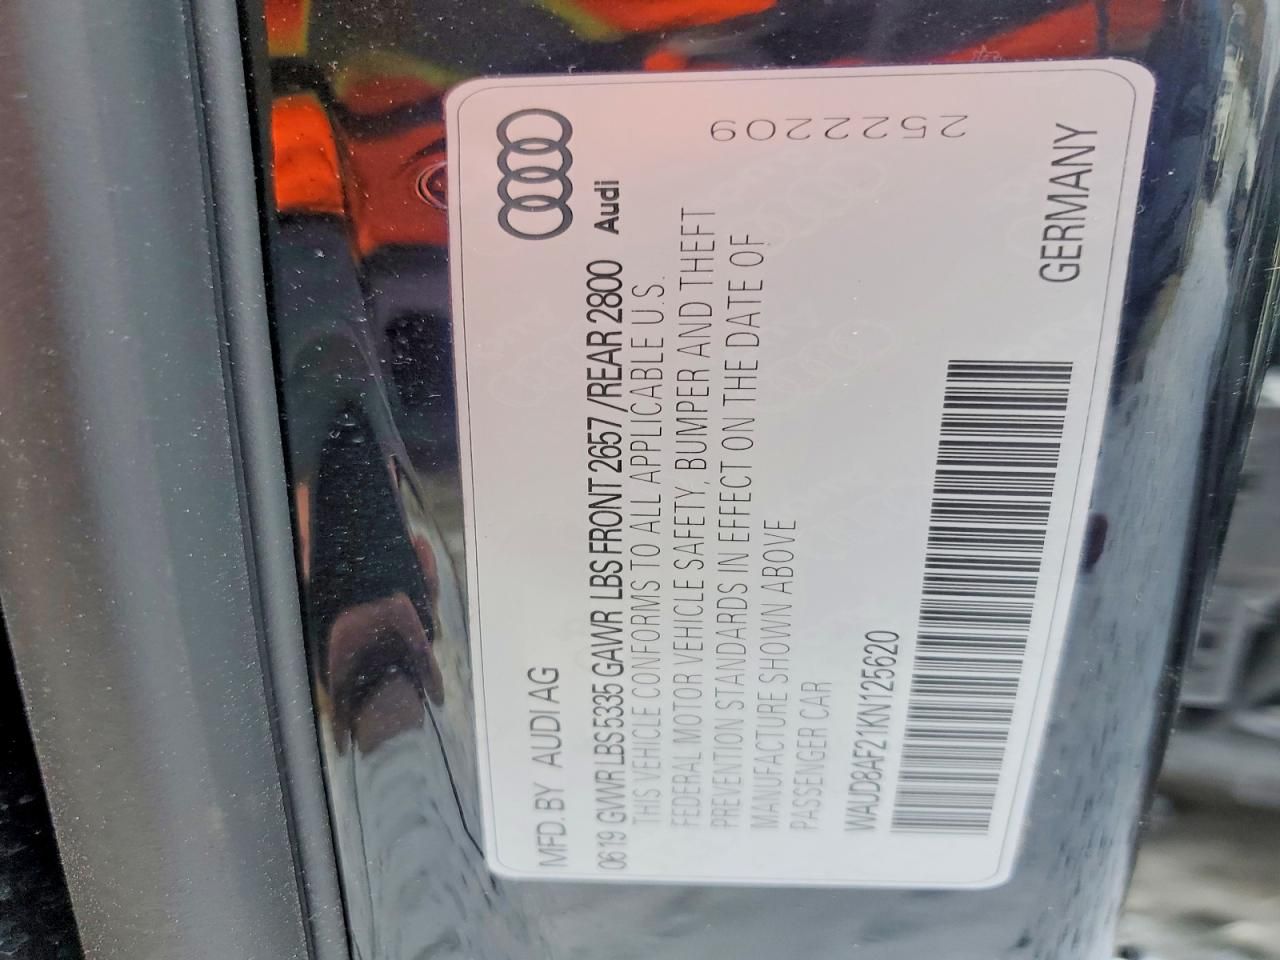 MFD. BY AUDI AG
0619 GVWR LBS 5335 GAWR LBS FRONT 2657 / REAR 2800
Audi
THIS VEHICLE CONFORMS TO ALL APPLICABLE U.S.
FEDERAL MOTOR VEHICLE SAFETY, BUMPER AND THEFT
PREVENTION STANDARDS IN EFFECT ON THE DATE OF
MANUFACTURE SHOWN ABOVE
PASSENGER CAR
252209
WAUD8AF21KN125620
GERMANY